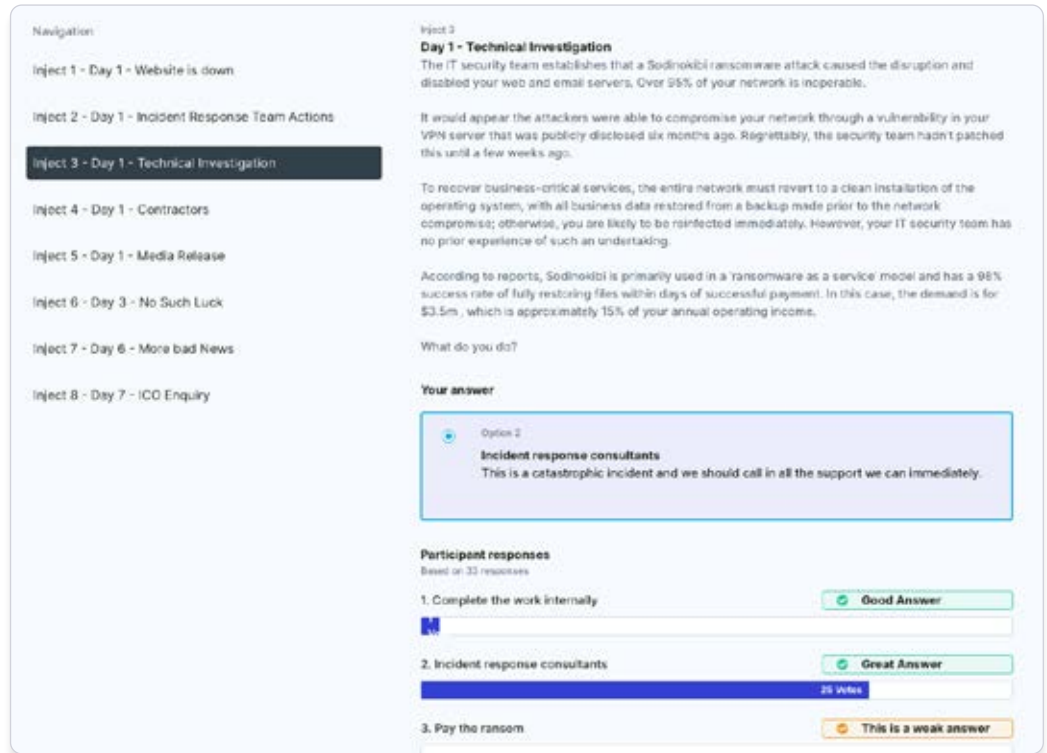 Navigation
Inject 1 - Day 1 - Website is down
Inject 2 - Day 1 - Incident Response Team Actions
Inject 3 - Day 1 - Technical Investigation
Inject 4 - Day 1 - Contractors
Inject 5 - Day 1 - Media Release
Inject 6 - Day 3 - No Such Luck
Inject 7 - Day 6 - More bad News
Inject 8 - Day 7 - ICO Enquiry
Inject 3
Day 1 - Technical Investigation
The IT security team establishes that a Sodinokibi ransomware attack caused the disruption and
disabled your web and email servers. Over 95% of your network is inoperable.
It would appear the attackers were able to compromise your network through a vulnerability in your
VPN server that was publicly disclosed six months ago. Regrettably, the security team hadn't patched
this until a few weeks ago.
To recover business-critical services, the entire network must revert to a clean installation of the
operating system, with all business data restored from a backup made prior to the network
compromise; otherwise, you are likely to be reinfected immediately. However, your IT security team has
no prior experience of such an undertaking.
According to reports, Sodinokibi is primarily used in a 'ransomware as a service' model and has a 98%
success rate of fully restoring files within days of successful payment. In this case, the demand is for
$3.5m , which is approximately 15% of your annual operating income.
What do you do?
Your answer
Option 2
Incident response consultants
This is a catastrophic incident and we should call in all the support we can immediately.
Participant responses
Based on 33 responses
1. Complete the work internally
Good Answer
2. Incident response consultants
Great Answer
25 Votes
3. Pay the ransom
This is a weak answer